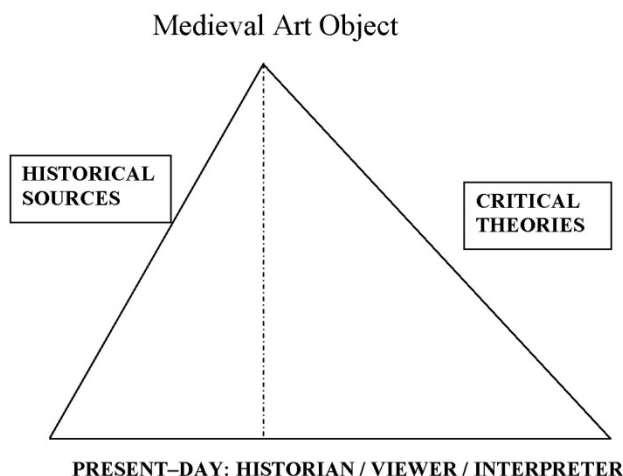 Medieval Art Object
HISTORICAL
SOURCES
CRITICAL
THEORIES
PRESENT–DAY: HISTORIAN / VIEWER / INTERPRETER